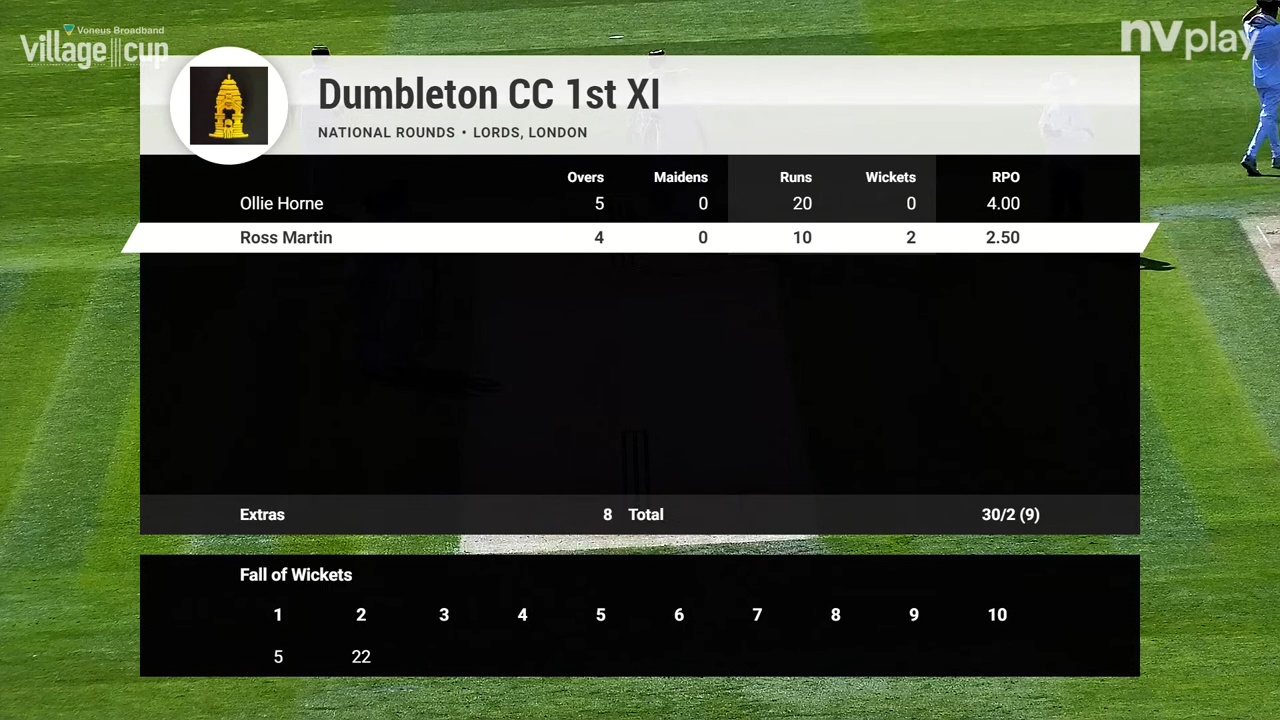 Voneus Broadband
Village cup
nvplay
Dumbleton CC 1st XI
NATIONAL ROUNDS • LORDS, LONDON
Overs Maidens Runs Wickets RPO
Ollie Horne 5 0 20 0 4.00
Ross Martin 4 0 10 2 2.50
Extras 8 Total 30/2 (9)
Fall of Wickets
1 2 3 4 5 6 7 8 9 10
5 22